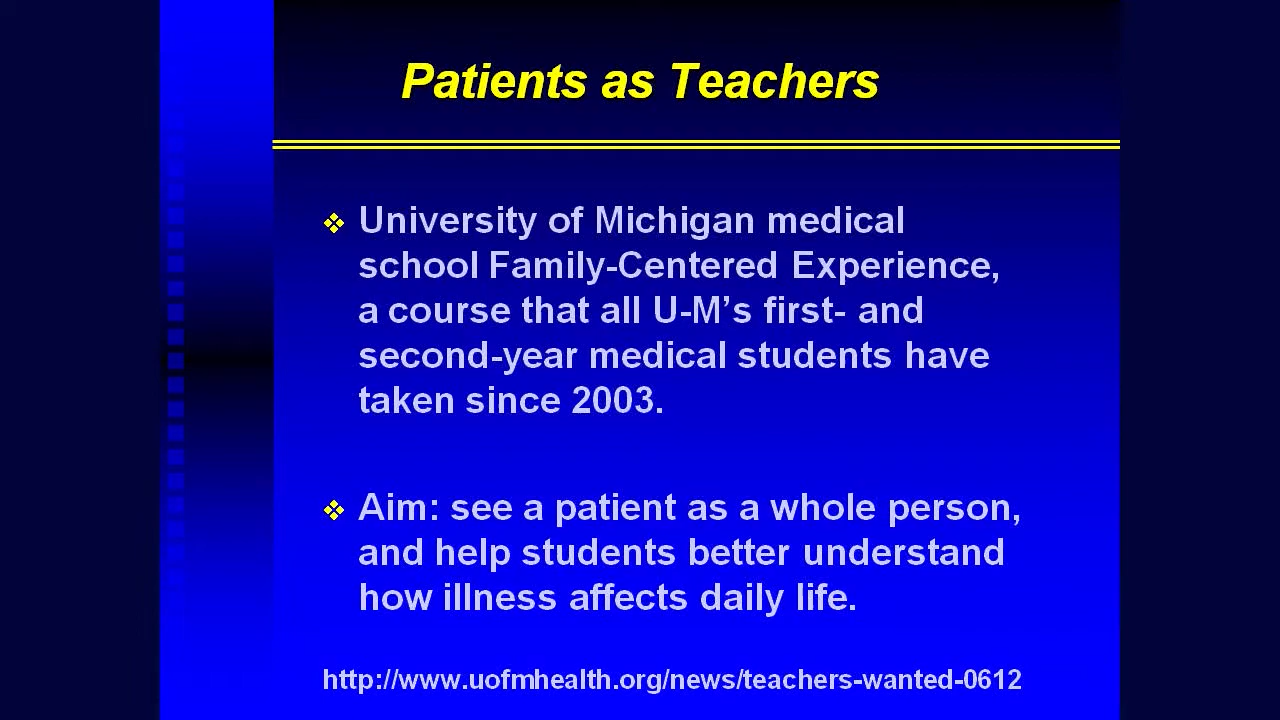 Patients as Teachers
University of Michigan medical
school Family-Centered Experience,
a course that all U-M’s first- and
second-year medical students have
taken since 2003.
Aim: see a patient as a whole person,
and help students better understand
how illness affects daily life.
http://www.uofmhealth.org/news/teachers-wanted-0612